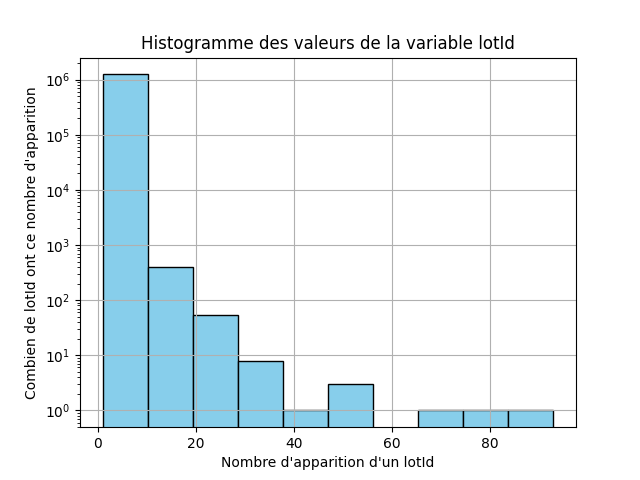 Histogramme des valeurs de la variable lotId
Combien de lotId ont ce nombre d'apparition
10⁶
10⁵
10⁴
10³
10²
10¹
10⁰
0 20 40 60 80
Nombre d'apparition d'un lotId